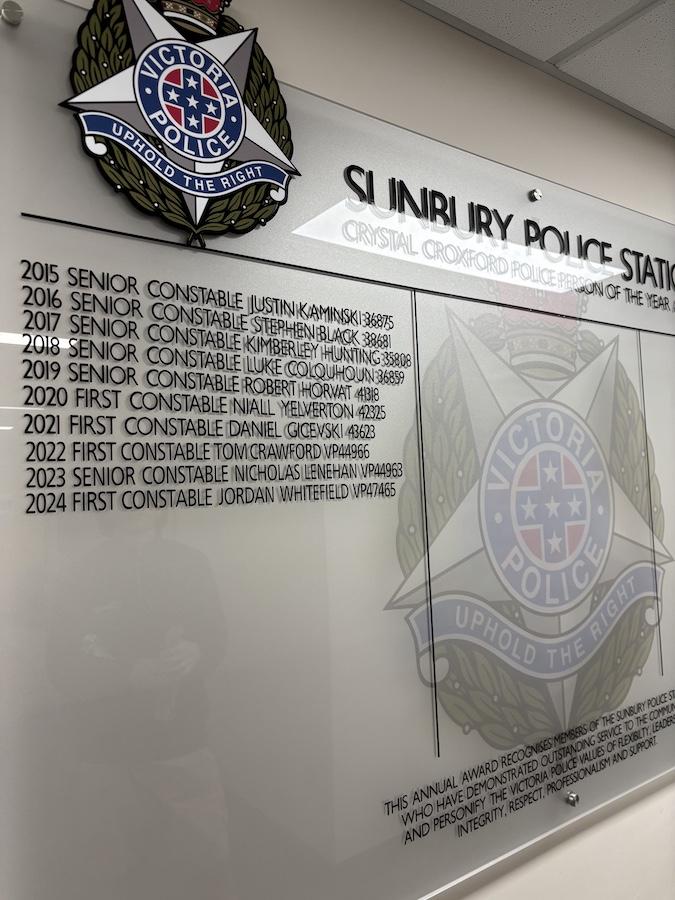 VICTORIA
POLICE
UPHOLD THE RIGHT
SUNBURY POLICE STATI
CRYSTAL CROXFORD POLICE PERSON OF THE YEAR
2015 SENIOR CONSTABLE JUSTIN KAMINSKI 36875
2016 SENIOR CONSTABLE STEPHEN BLACK 38681
2017 SENIOR CONSTABLE KIMBERLEY HUNTING 35808
2018 SENIOR CONSTABLE LUKE COLQUHOUN 36859
2019 SENIOR CONSTABLE ROBERT HORVAT 41318
2020 FIRST CONSTABLE NIALL YELVERTON 42325
2021 FIRST CONSTABLE DANIEL GICEVSKI 43623
2022 FIRST CONSTABLE TOM CRAWFORD VP44966
2023 SENIOR CONSTABLE NICHOLAS LENEHAN VP44963
2024 FIRST CONSTABLE JORDAN WHITEFIELD VP47465
VICTORIA
POLICE
UPHOLD THE RIGHT
THIS ANNUAL AWARD RECOGNISES MEMBERS OF THE SUNBURY POLICE ST
WHO HAVE DEMONSTRATED OUTSTANDING SERVICE TO THE COMMUN
AND PERSONIFY THE VICTORIA POLICE VALUES OF FLEXIBILTY, LEADERS
INTEGRITY, RESPECT, PROFESSIONALISM AND SUPPORT.